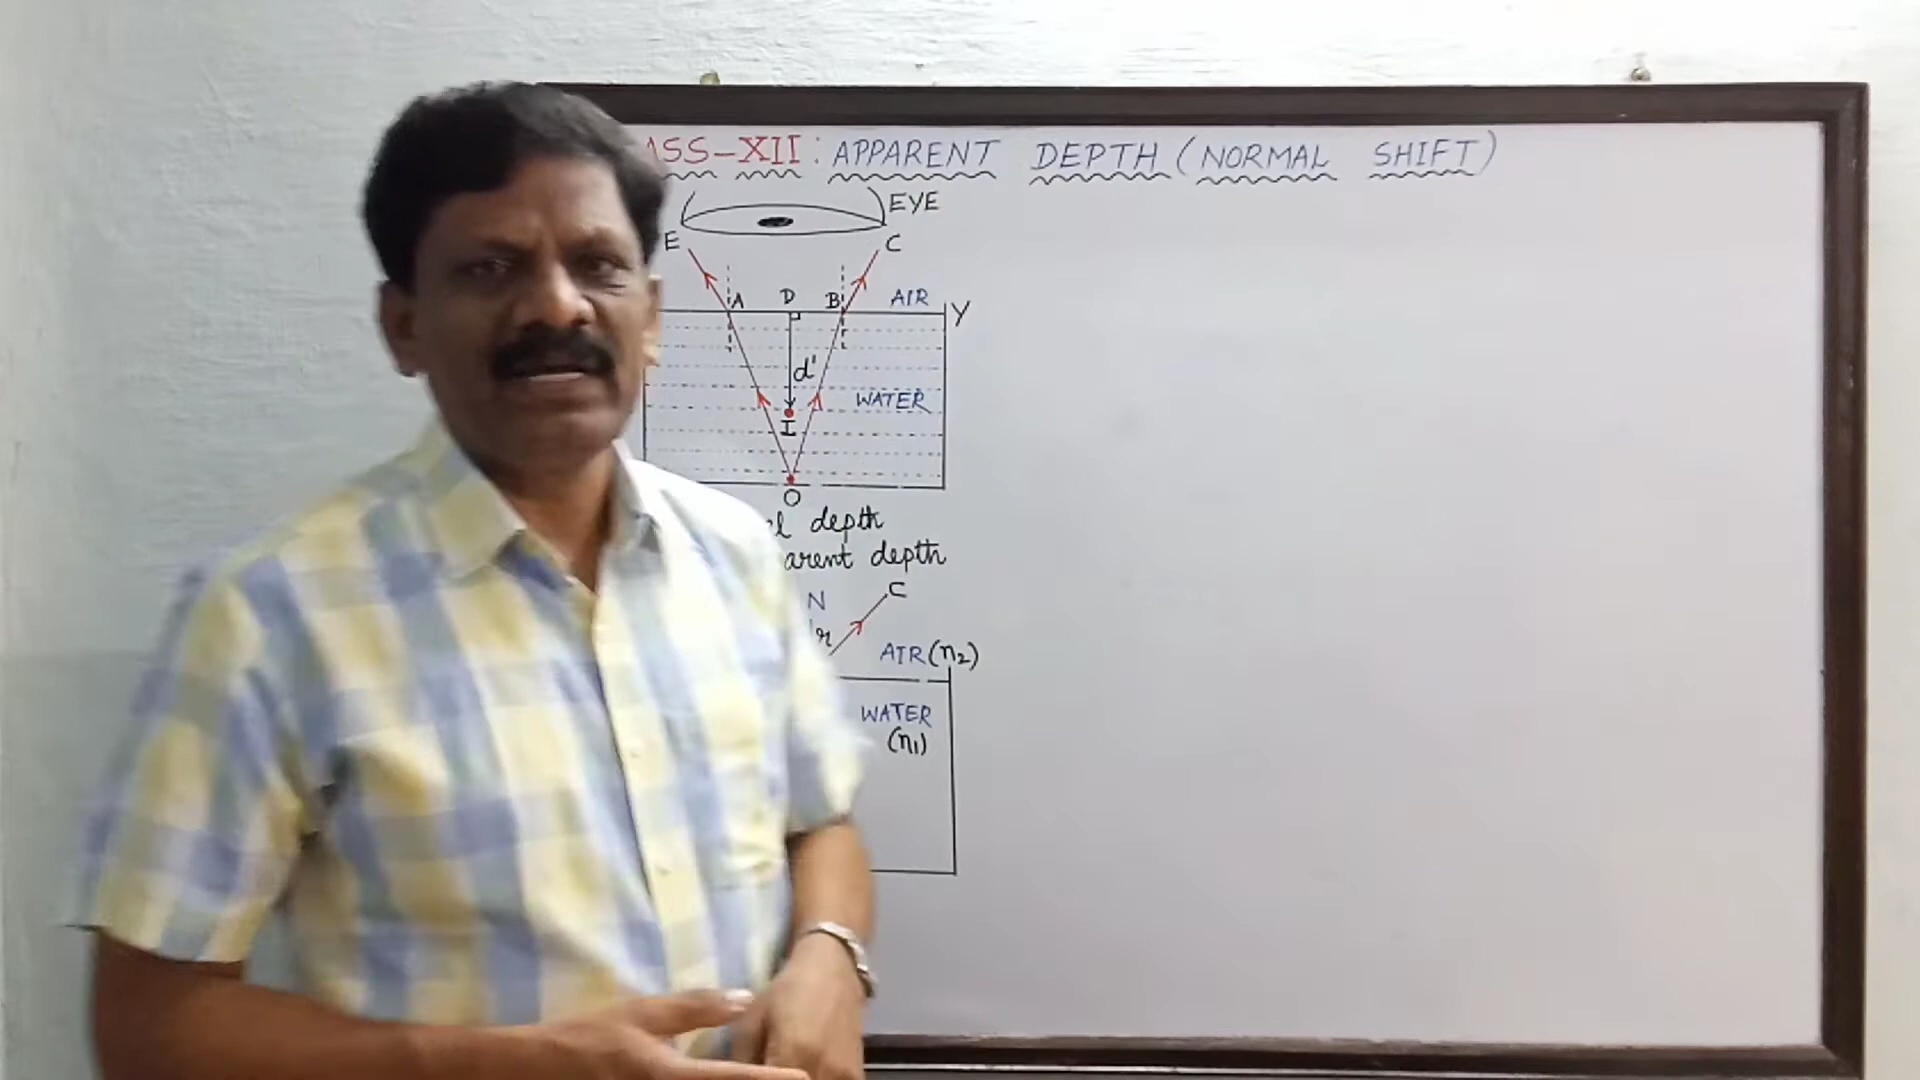 ASS-XII : APPARENT DEPTH (NORMAL SHIFT)
EYE
E C
A D B AIR Y
d'
WATER
I
O
depth
arent depth
N C
r AIR (n2)
WATER
(n1)